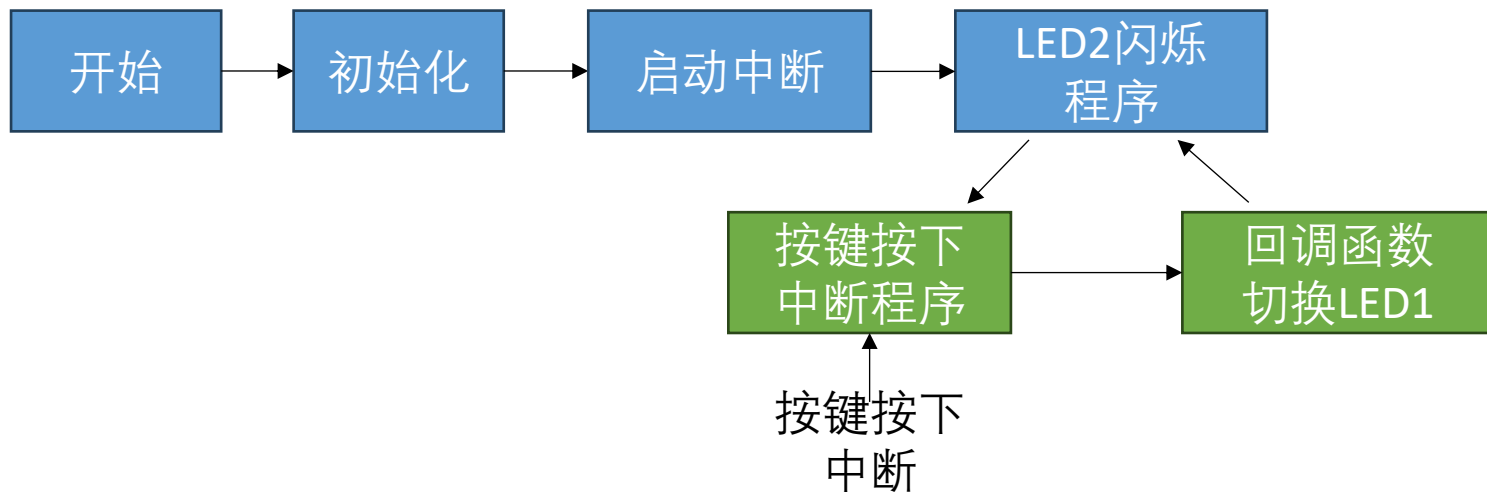 开始
初始化
启动中断
LED2闪烁
程序
按键按下
中断程序
回调函数
切换LED1
按键按下
中断